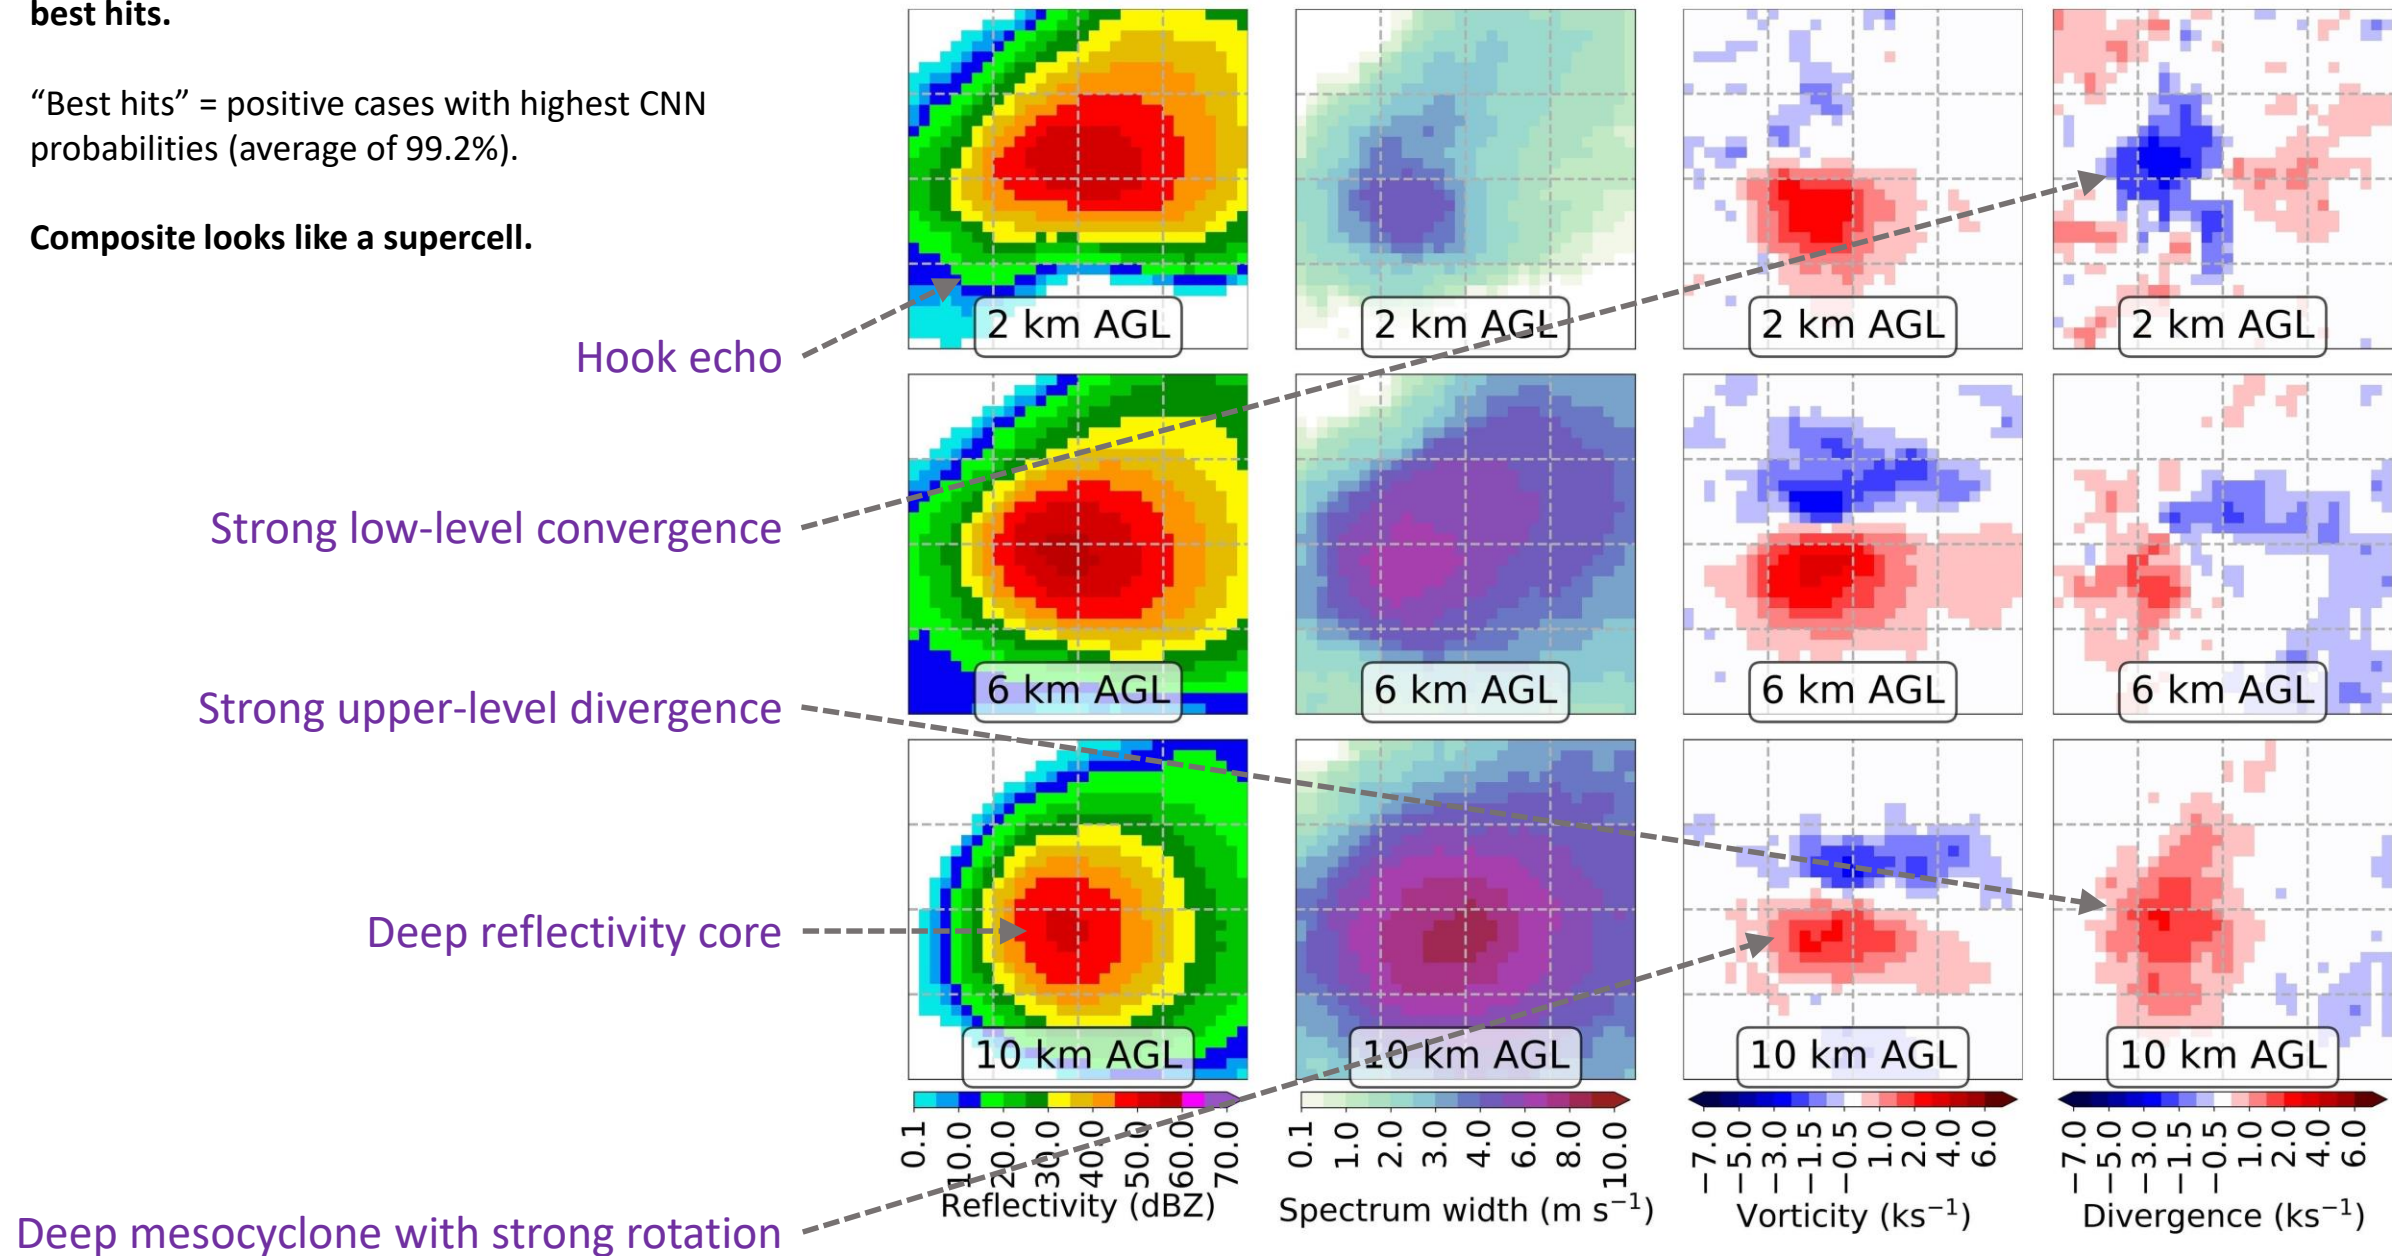 best hits.
“Best hits” = positive cases with highest CNN
probabilities (average of 99.2%).
Composite looks like a supercell.
Hook echo
Strong low-level convergence
Strong upper-level divergence
Deep reflectivity core
Deep mesocyclone with strong rotation
2 km AGL
2 km AGL
2 km AGL
2 km AGL
6 km AGL
6 km AGL
6 km AGL
6 km AGL
10 km AGL
10 km AGL
10 km AGL
10 km AGL
0.1 10.0 20.0 30.0 40.0 50.0 60.0 70.0
Reflectivity (dBZ)
0.1 1.0 2.0 3.0 4.0 6.0 8.0 10.0
Spectrum width (m s⁻¹)
−7.0 −5.0 −3.0 −1.5 −0.5 1.0 2.0 4.0 6.0
Vorticity (ks⁻¹)
−7.0 −5.0 −3.0 −1.5 −0.5 1.0 2.0 4.0 6.0
Divergence (ks⁻¹)